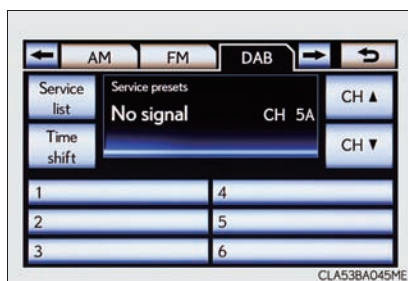 AM FM DAB
Service list
Service presets
No signal CH 5A
CH ▲
Time shift
CH ▼
1 4
2 5
3 6
CLA53BA045ME